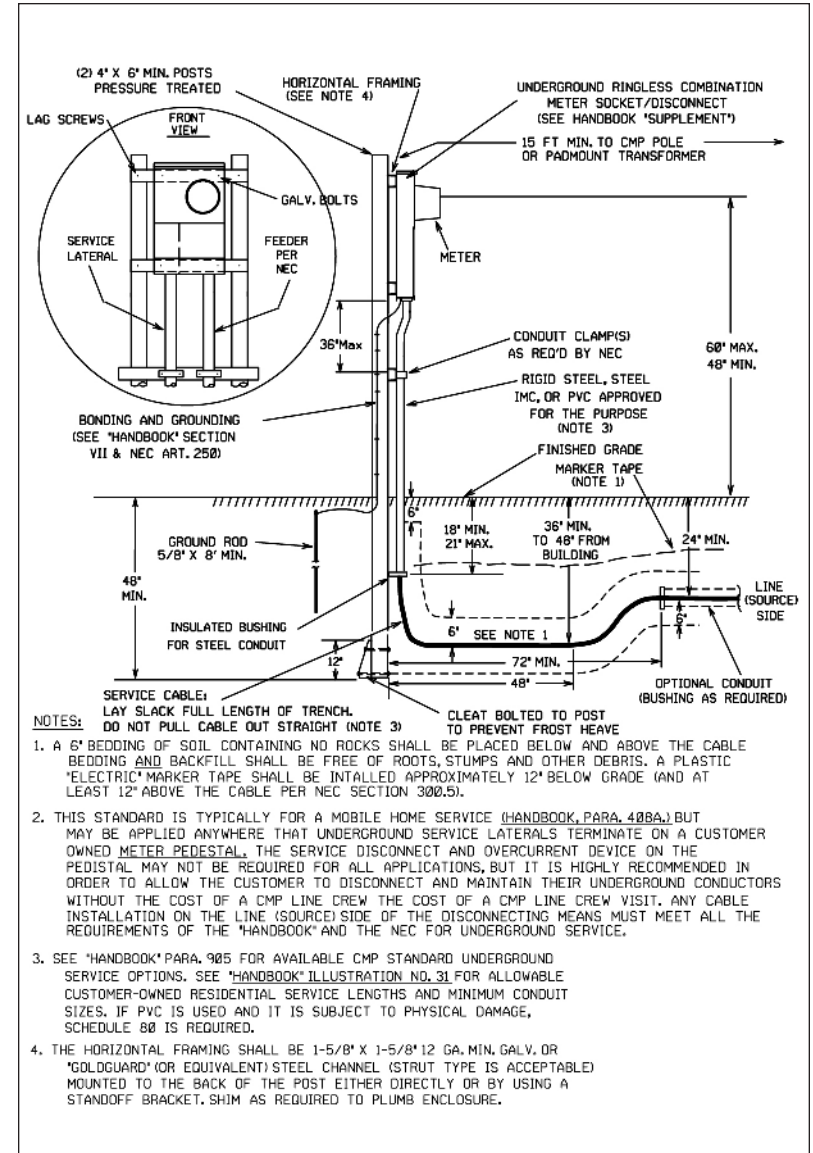 (2) 4" X 6" MIN. POSTS
PRESSURE TREATED
HORIZONTAL FRAMING
(SEE NOTE 4)
UNDERGROUND RINGLESS COMBINATION
METER SOCKET/DISCONNECT
(SEE HANDBOOK "SUPPLEMENT")
LAG SCREWS
FRONT
VIEW
15 FT MIN. TO CMP POLE
OR PADMOUNT TRANSFORMER
GALV. BOLTS
SERVICE
LATERAL
FEEDER
PER
NEC
METER
36"Max
CONDUIT CLAMP(S)
AS REQ'D BY NEC
60" MAX.
48" MIN.
RIGID STEEL, STEEL
IMC, OR PVC APPROVED
FOR THE PURPOSE
(NOTE 3)
BONDING AND GROUNDING
(SEE "HANDBOOK" SECTION
VII & NEC ART. 250)
FINISHED GRADE
MARKER TAPE
(NOTE 1)
6"
GROUND ROD
5/8" X 8' MIN.
18" MIN.
21" MAX.
36" MIN.
TO 48" FROM
BUILDING
24" MIN.
48"
MIN.
LINE
(SOURCE)
SIDE
INSULATED BUSHING
FOR STEEL CONDUIT
6"
SEE NOTE 1
6"
12"
72" MIN.
48"
OPTIONAL CONDUIT
(BUSHING AS REQUIRED)
SERVICE CABLE:
LAY SLACK FULL LENGTH OF TRENCH.
DO NOT PULL CABLE OUT STRAIGHT (NOTE 3)
CLEAT BOLTED TO POST
TO PREVENT FROST HEAVE
NOTES:
1. A 6" BEDDING OF SOIL CONTAINING NO ROCKS SHALL BE PLACED BELOW AND ABOVE THE CABLE
BEDDING AND BACKFILL SHALL BE FREE OF ROOTS, STUMPS AND OTHER DEBRIS. A PLASTIC
"ELECTRIC" MARKER TAPE SHALL BE INTALLED APPROXIMATELY 12" BELOW GRADE (AND AT
LEAST 12" ABOVE THE CABLE PER NEC SECTION 300.5).
2. THIS STANDARD IS TYPICALLY FOR A MOBILE HOME SERVICE (HANDBOOK, PARA. 408A.) BUT
MAY BE APPLIED ANYWHERE THAT UNDERGROUND SERVICE LATERALS TERMINATE ON A CUSTOMER
OWNED METER PEDESTAL. THE SERVICE DISCONNECT AND OVERCURRENT DEVICE ON THE
PEDISTAL MAY NOT BE REQUIRED FOR ALL APPLICATIONS, BUT IT IS HIGHLY RECOMMENDED IN
ORDER TO ALLOW THE CUSTOMER TO DISCONNECT AND MAINTAIN THEIR UNDERGROUND CONDUCTORS
WITHOUT THE COST OF A CMP LINE CREW THE COST OF A CMP LINE CREW VISIT. ANY CABLE
INSTALLATION ON THE LINE (SOURCE) SIDE OF THE DISCONNECTING MEANS MUST MEET ALL THE
REQUIREMENTS OF THE "HANDBOOK" AND THE NEC FOR UNDERGROUND SERVICE.
3. SEE "HANDBOOK" PARA. 905 FOR AVAILABLE CMP STANDARD UNDERGROUND
SERVICE OPTIONS. SEE "HANDBOOK" ILLUSTRATION NO. 31 FOR ALLOWABLE
CUSTOMER-OWNED RESIDENTIAL SERVICE LENGTHS AND MINIMUM CONDUIT
SIZES. IF PVC IS USED AND IT IS SUBJECT TO PHYSICAL DAMAGE,
SCHEDULE 80 IS REQUIRED.
4. THE HORIZONTAL FRAMING SHALL BE 1-5/8" X 1-5/8" 12 GA. MIN. GALV. OR
"GOLDGUARD" (OR EQUIVALENT) STEEL CHANNEL (STRUT TYPE IS ACCEPTABLE)
MOUNTED TO THE BACK OF THE POST EITHER DIRECTLY OR BY USING A
STANDOFF BRACKET. SHIM AS REQUIRED TO PLUMB ENCLOSURE.